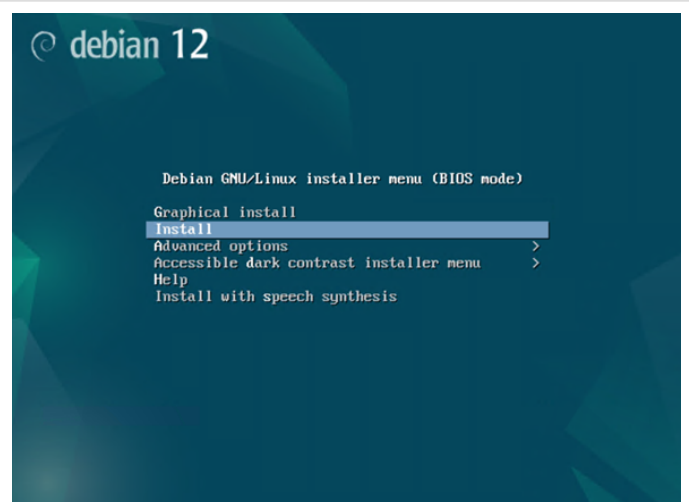 debian 12
Debian GNU/Linux installer menu (BIOS mode)
Graphical install
Install
Advanced options >
Accessible dark contrast installer menu >
Help
Install with speech synthesis